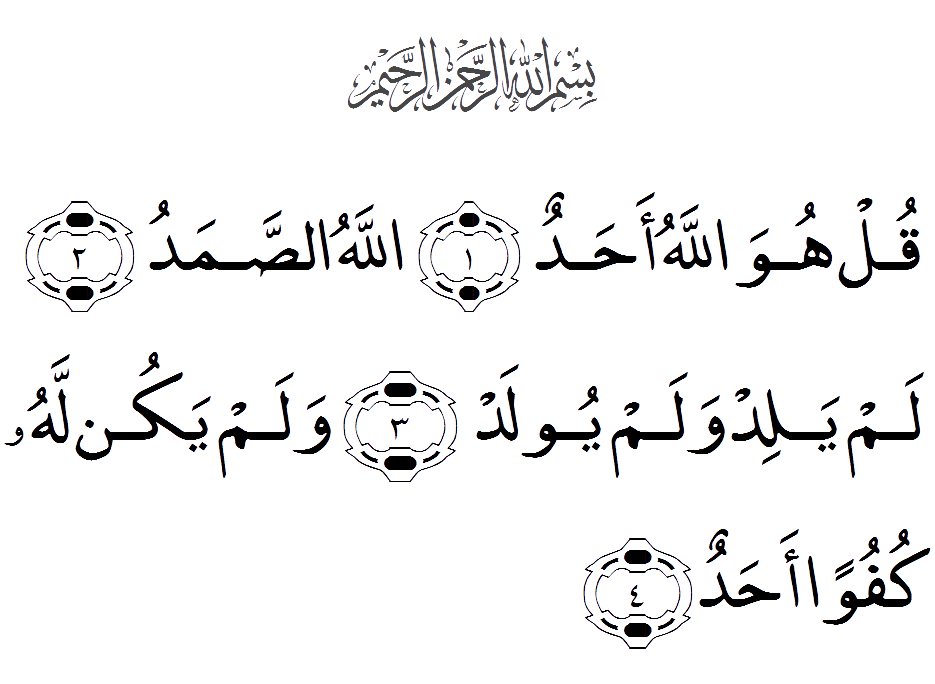 بِسْمِ اللَّهِ الرَّحْمَٰنِ الرَّحِيمِ
قُلْ هُوَ اللَّهُ أَحَدٌ ١ اللَّهُ الصَّمَدُ ٢
لَمْ يَلِدْ وَلَمْ يُولَدْ ٣ وَلَمْ يَكُن لَّهُۥ
كُفُوًا أَحَدٌ ٤